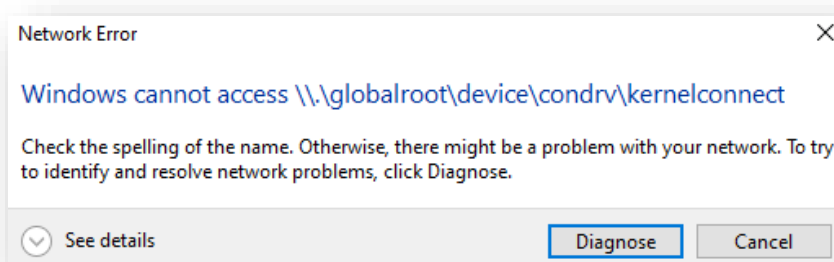 Network Error
Windows cannot access \\.\globalroot\device\condrv\kernelconnect
Check the spelling of the name. Otherwise, there might be a problem with your network. To try
to identify and resolve network problems, click Diagnose.
See details
Diagnose
Cancel